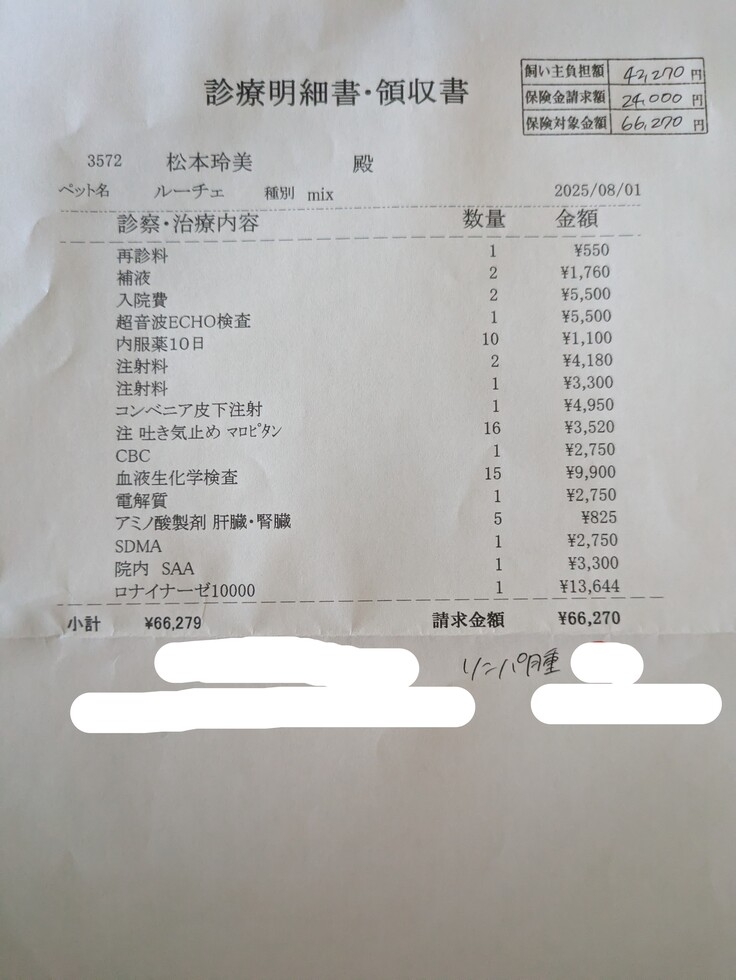 飼い主負担額 42,270 円
保険金請求額 24,000 円
保険対象金額 66,270 円
診療明細書・領収書
3572 松本玲美 殿
ペット名 ルーチェ 種別 mix 2025/08/01
診察・治療内容 数量 金額
再診料 1 ¥550
補液 2 ¥1,760
入院費 2 ¥5,500
超音波ECHO検査 1 ¥5,500
内服薬10日 10 ¥1,100
注射料 2 ¥4,180
注射料 1 ¥3,300
コンベニア皮下注射 1 ¥4,950
注 吐き気止め マロピタン 16 ¥3,520
CBC 1 ¥2,750
血液生化学検査 15 ¥9,900
電解質 1 ¥2,750
アミノ酸製剤 肝臓・腎臓 5 ¥825
SDMA 1 ¥2,750
院内 SAA 1 ¥3,300
ロナイナーゼ10000 1 ¥13,644
小計 ¥66,279 請求金額 ¥66,270
リンパ腫